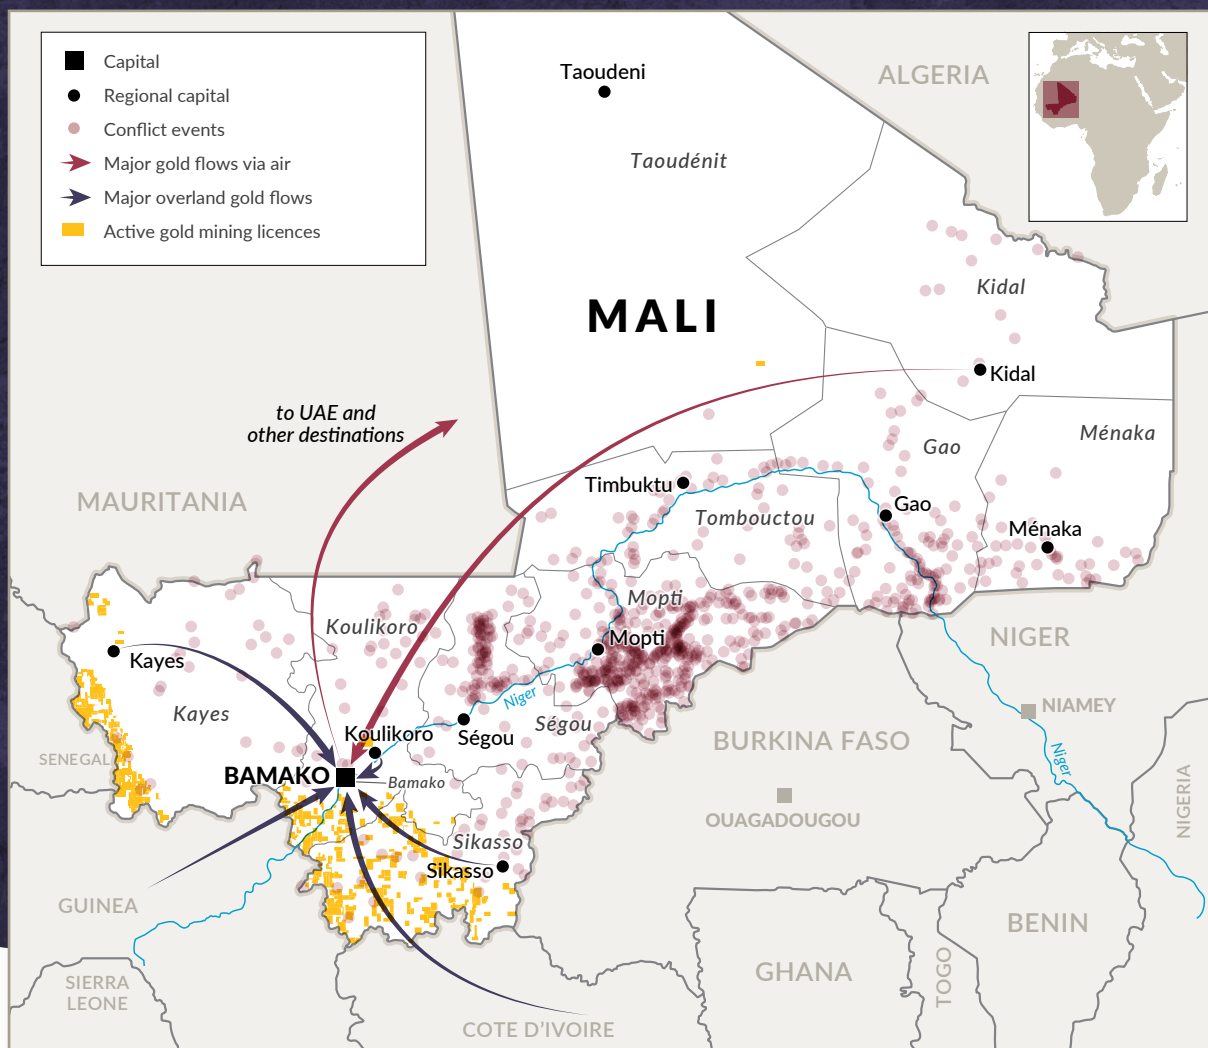 Capital
Regional capital
Conflict events
Major gold flows via air
Major overland gold flows
Active gold mining licences
Taoudeni
ALGERIA
Taoudénit
Kidal
MALI
Kidal
to UAE and
other destinations
Ménaka
Gao
MAURITANIA
Timbuktu
Gao
Tombouctou
Ménaka
Mopti
Koulikoro
Mopti
NIGER
Kayes
Niger
NIAMEY
Kayes
Ségou
Koulikoro
Ségou
BURKINA FASO
SENEGAL
Niger
BAMAKO
Bamako
NIGERIA
OUAGADOUGOU
Sikasso
Sikasso
GUINEA
BENIN
GHANA
TOGO
SIERRA
LEONE
COTE D'IVOIRE